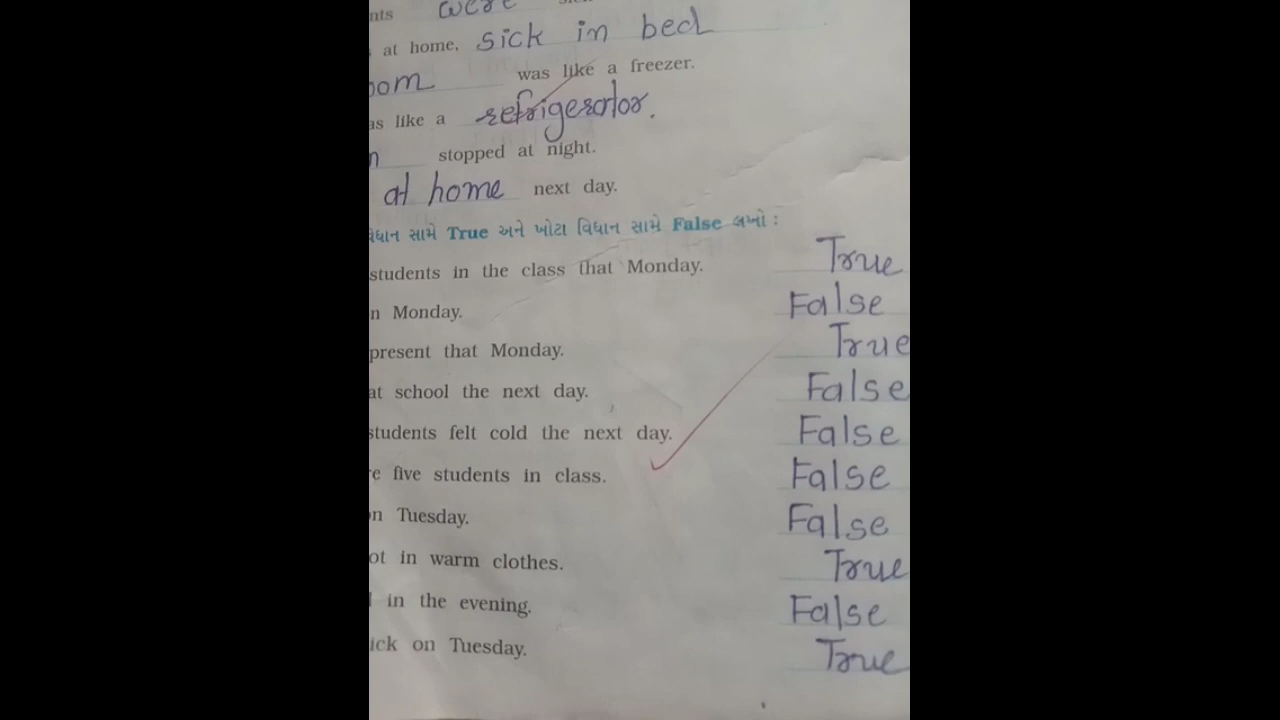 nts were
at home. sick in bed
oom was like a freezer.
as like a refrigerator.
n stopped at night.
at home next day.
વિધાન સામે True અને ખોટા વિધાન સામે False લખો :
students in the class that Monday. True
n Monday. False
present that Monday. True
at school the next day. False
students felt cold the next day. False
e five students in class. False
n Tuesday. False
ot in warm clothes. True
in the evening. False
ick on Tuesday. True